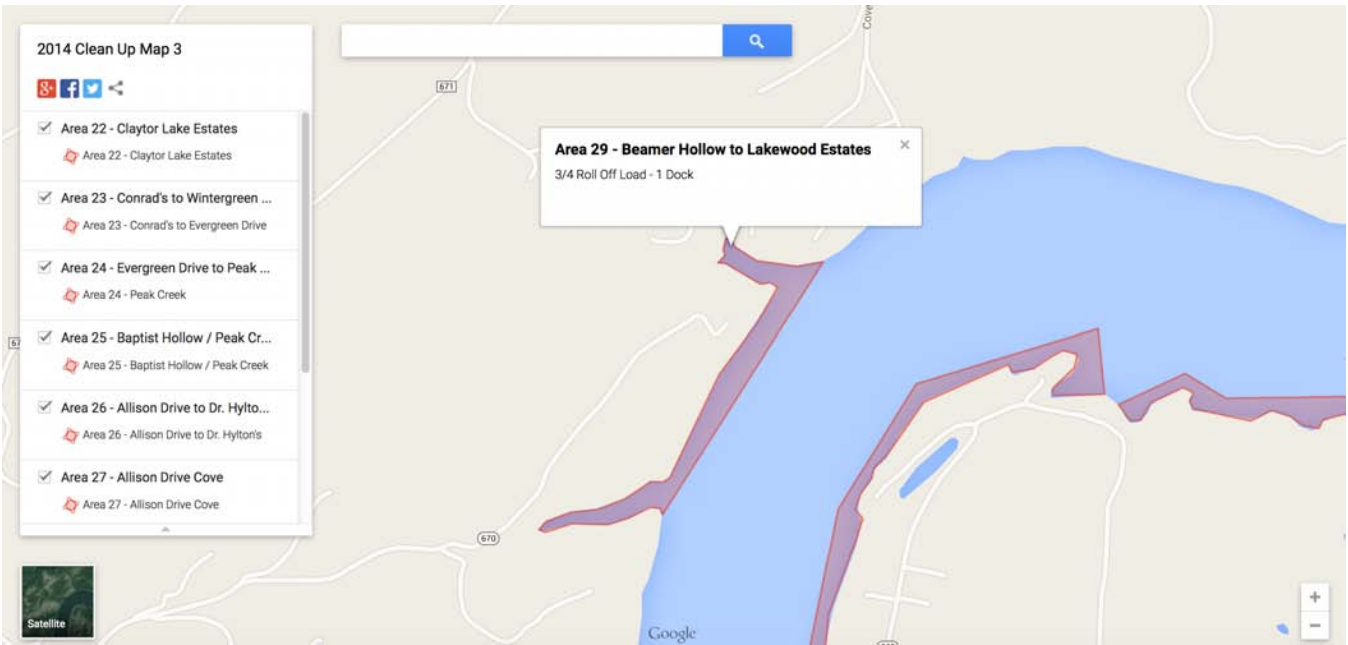 2014 Clean Up Map 3
Area 22 - Claytor Lake Estates
Area 22 - Claytor Lake Estates
Area 23 - Conrad's to Wintergreen ...
Area 23 - Conrad's to Evergreen Drive
Area 24 - Evergreen Drive to Peak ...
Area 24 - Peak Creek
Area 25 - Baptist Hollow / Peak Cr...
Area 25 - Baptist Hollow / Peak Creek
Area 26 - Allison Drive to Dr. Hylto...
Area 26 - Allison Drive to Dr. Hylton's
Area 27 - Allison Drive Cove
Area 27 - Allison Drive Cove
Satellite
671
Cove
Area 29 - Beamer Hollow to Lakewood Estates
3/4 Roll Off Load - 1 Dock
670
Google